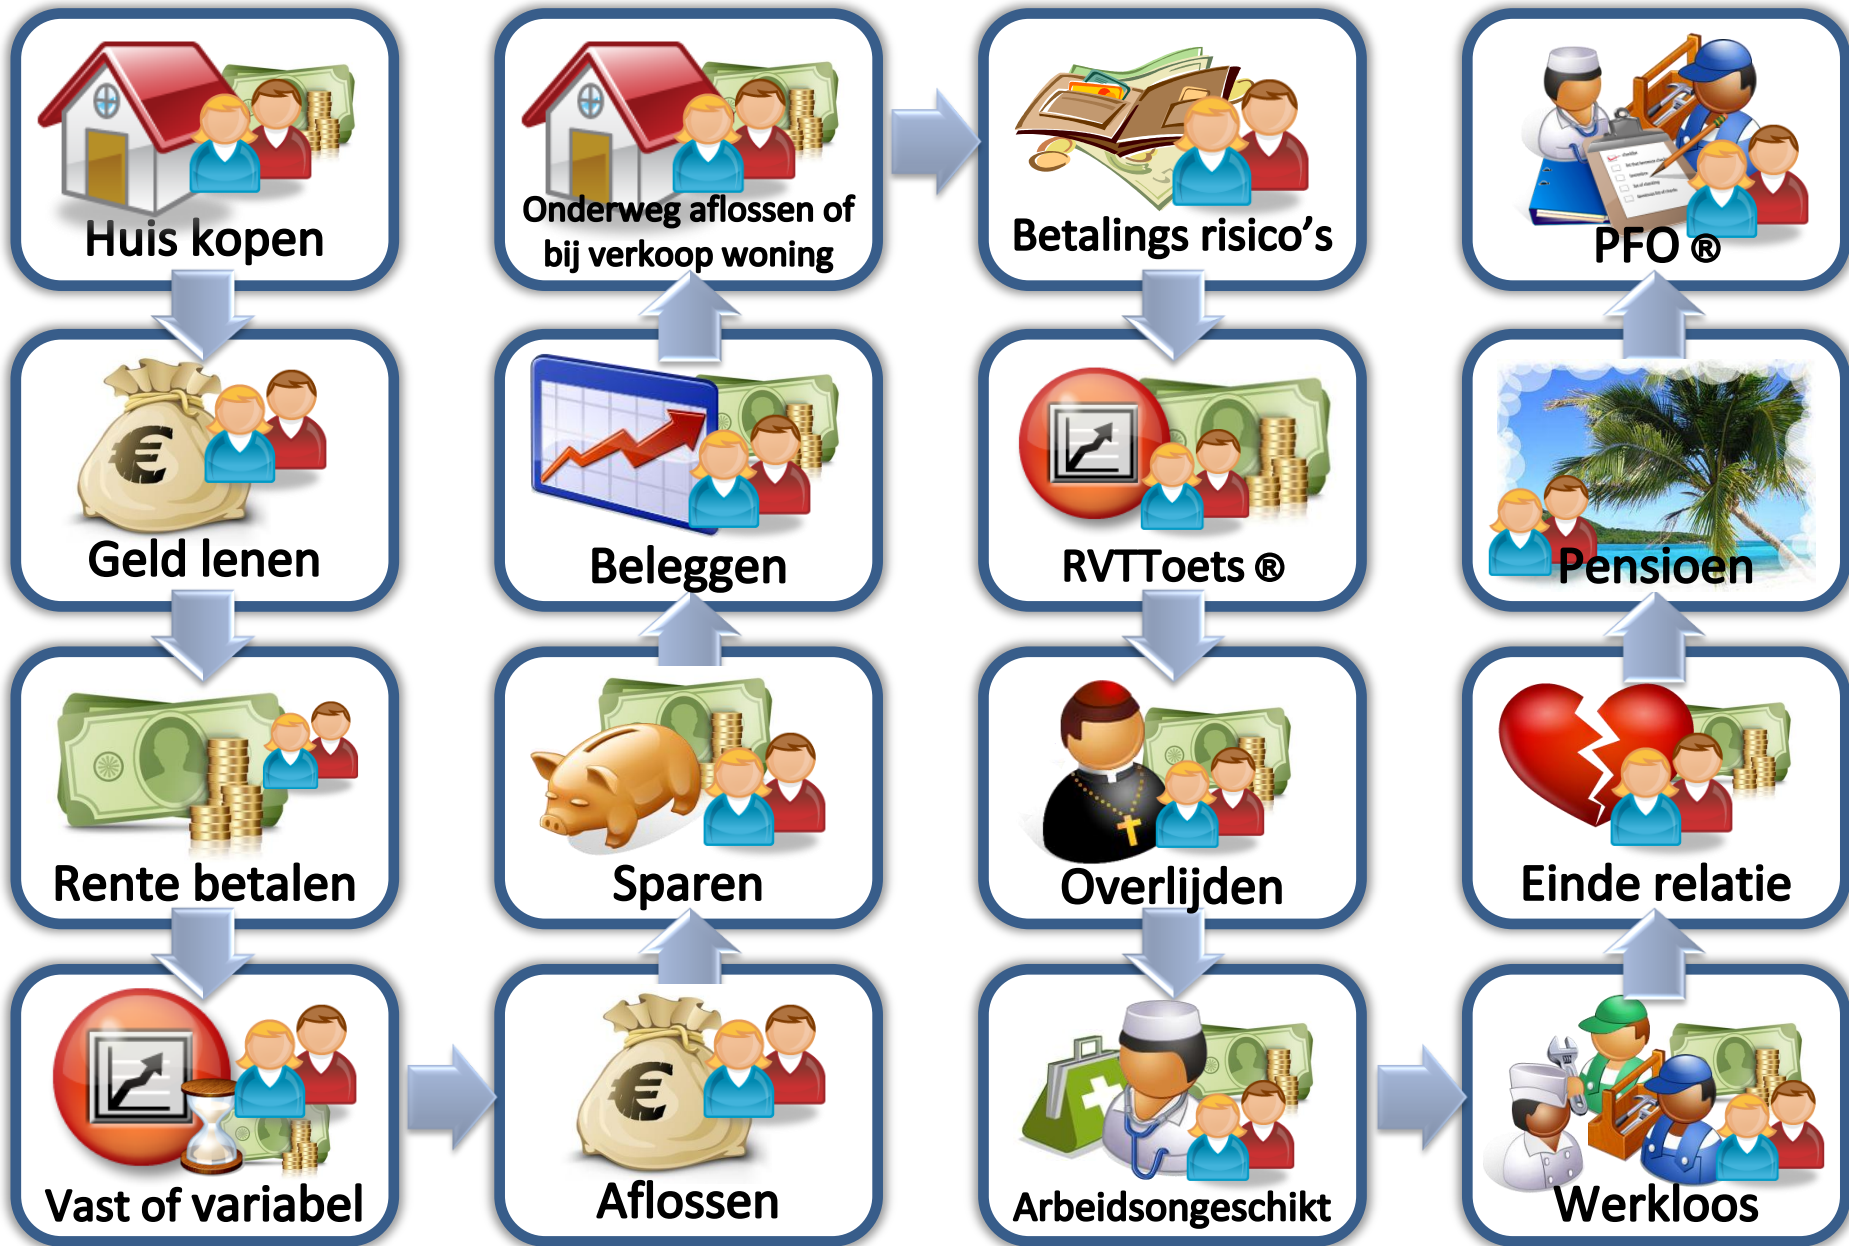 Huis kopen
Geld lenen
Rente betalen
Vast of variabel
Aflossen
Sparen
Beleggen
Onderweg aflossen of
bij verkoop woning
Betalings risico's
RVTToets ®
Overlijden
Arbeidsongeschikt
Werkloos
Einde relatie
Pensioen
PFO ®